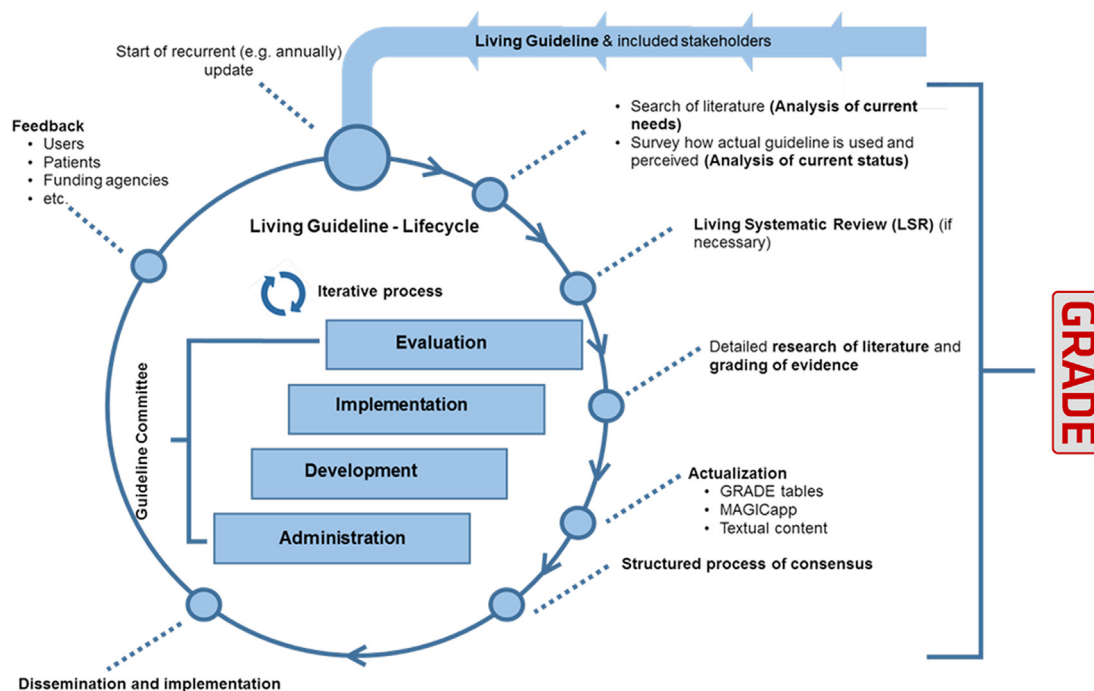 Living Guideline & included stakeholders
Start of recurrent (e.g. annually)
update
• Search of literature (Analysis of current
needs)
• Survey how actual guideline is used and
perceived (Analysis of current status)
Feedback
• Users
• Patients
• Funding agencies
• etc.
Living Guideline - Lifecycle
Living Systematic Review (LSR) (if
necessary)
Iterative process
Evaluation
Implementation
Development
Administration
Guideline Committee
Detailed research of literature and
grading of evidence
GRADE
Actualization
• GRADE tables
• MAGICapp
• Textual content
Structured process of consensus
Dissemination and implementation